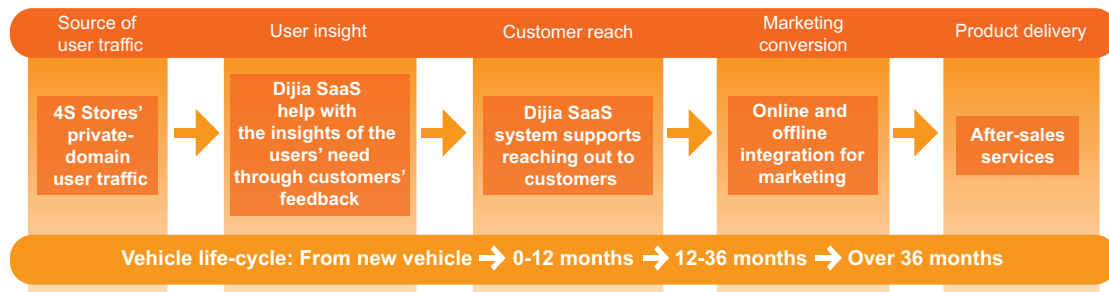 Source of
user traffic
User insight
Customer reach
Marketing
conversion
Product delivery
4S Stores’
private-
domain
user traffic
Dijia SaaS
help with
the insights of the
users’ need
through customers’
feedback
Dijia SaaS
system supports
reaching out to
customers
Online and
offline
integration for
marketing
After-sales
services
Vehicle life-cycle: From new vehicle → 0-12 months → 12-36 months → Over 36 months